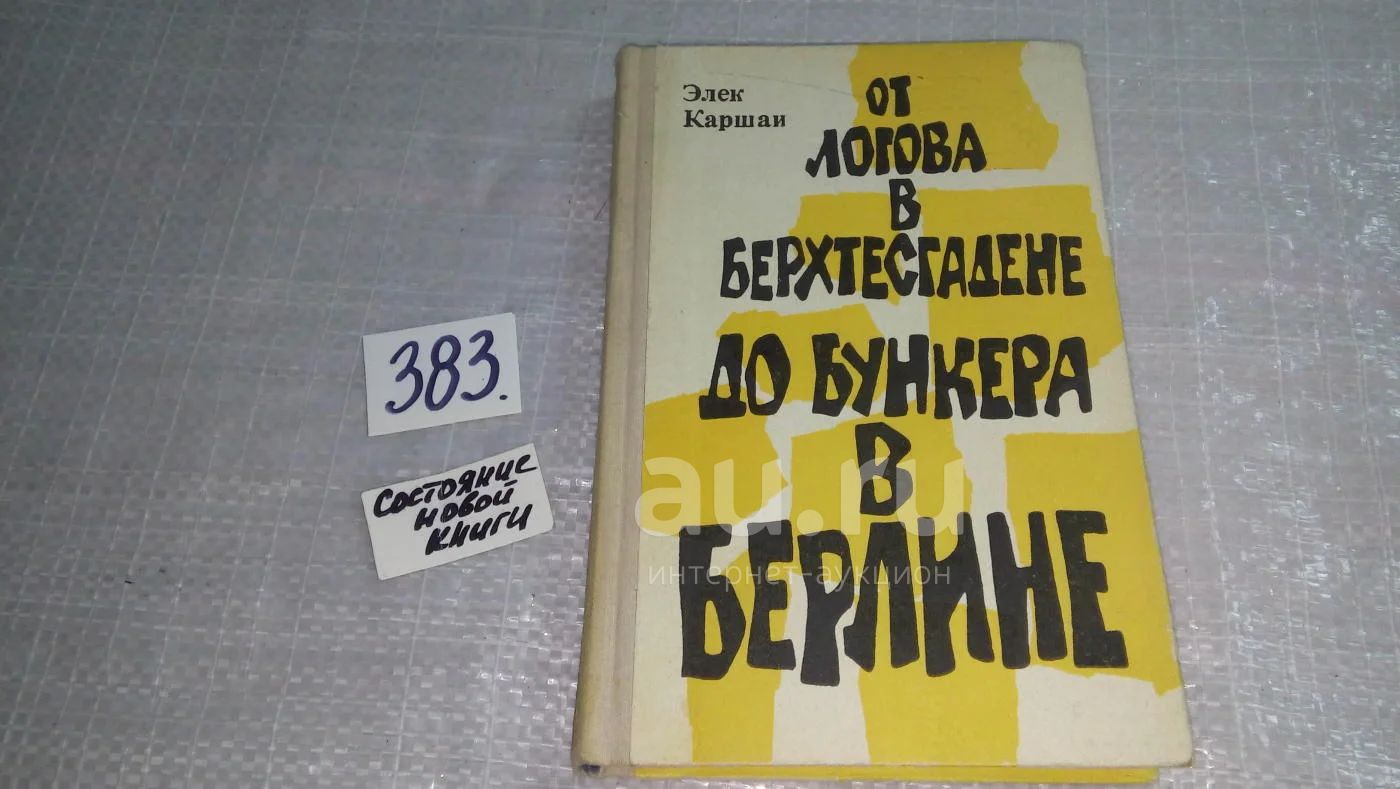 Элек
Каршаи
ОТ
ЛОГОВА
В
БЕРХТЕСГАДЕНЕ
ДО БУНКЕРА
В
БЕРЛИНЕ
383.
Состояние
новой
книги
au.ru
интернет-аукцион